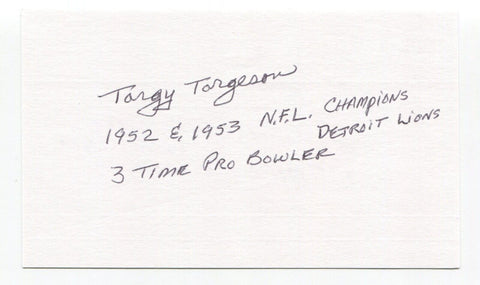 Torgy Torgeson
1952 & 1953 N.F.L. CHAMPIONS
DETROIT LIONS
3 TIME PRO BOWLER